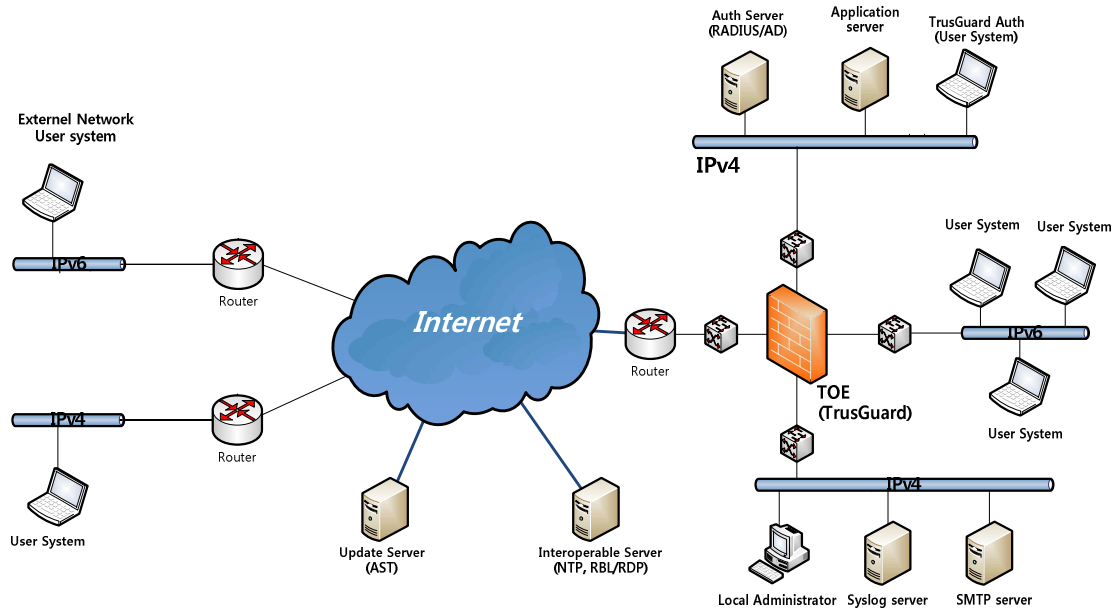 Auth Server
(RADIUS/AD)
Application
server
TrusGuard Auth
(User System)
IPv4
Externel Network
User system
IPv6
Router
Internet
Router
TOE
(TrusGuard)
User System
User System
IPv6
User System
IPv4
Router
User System
Update Server
(AST)
Interoperable Server
(NTP, RBL/RDP)
IPv4
Local Administrator
Syslog server
SMTP server